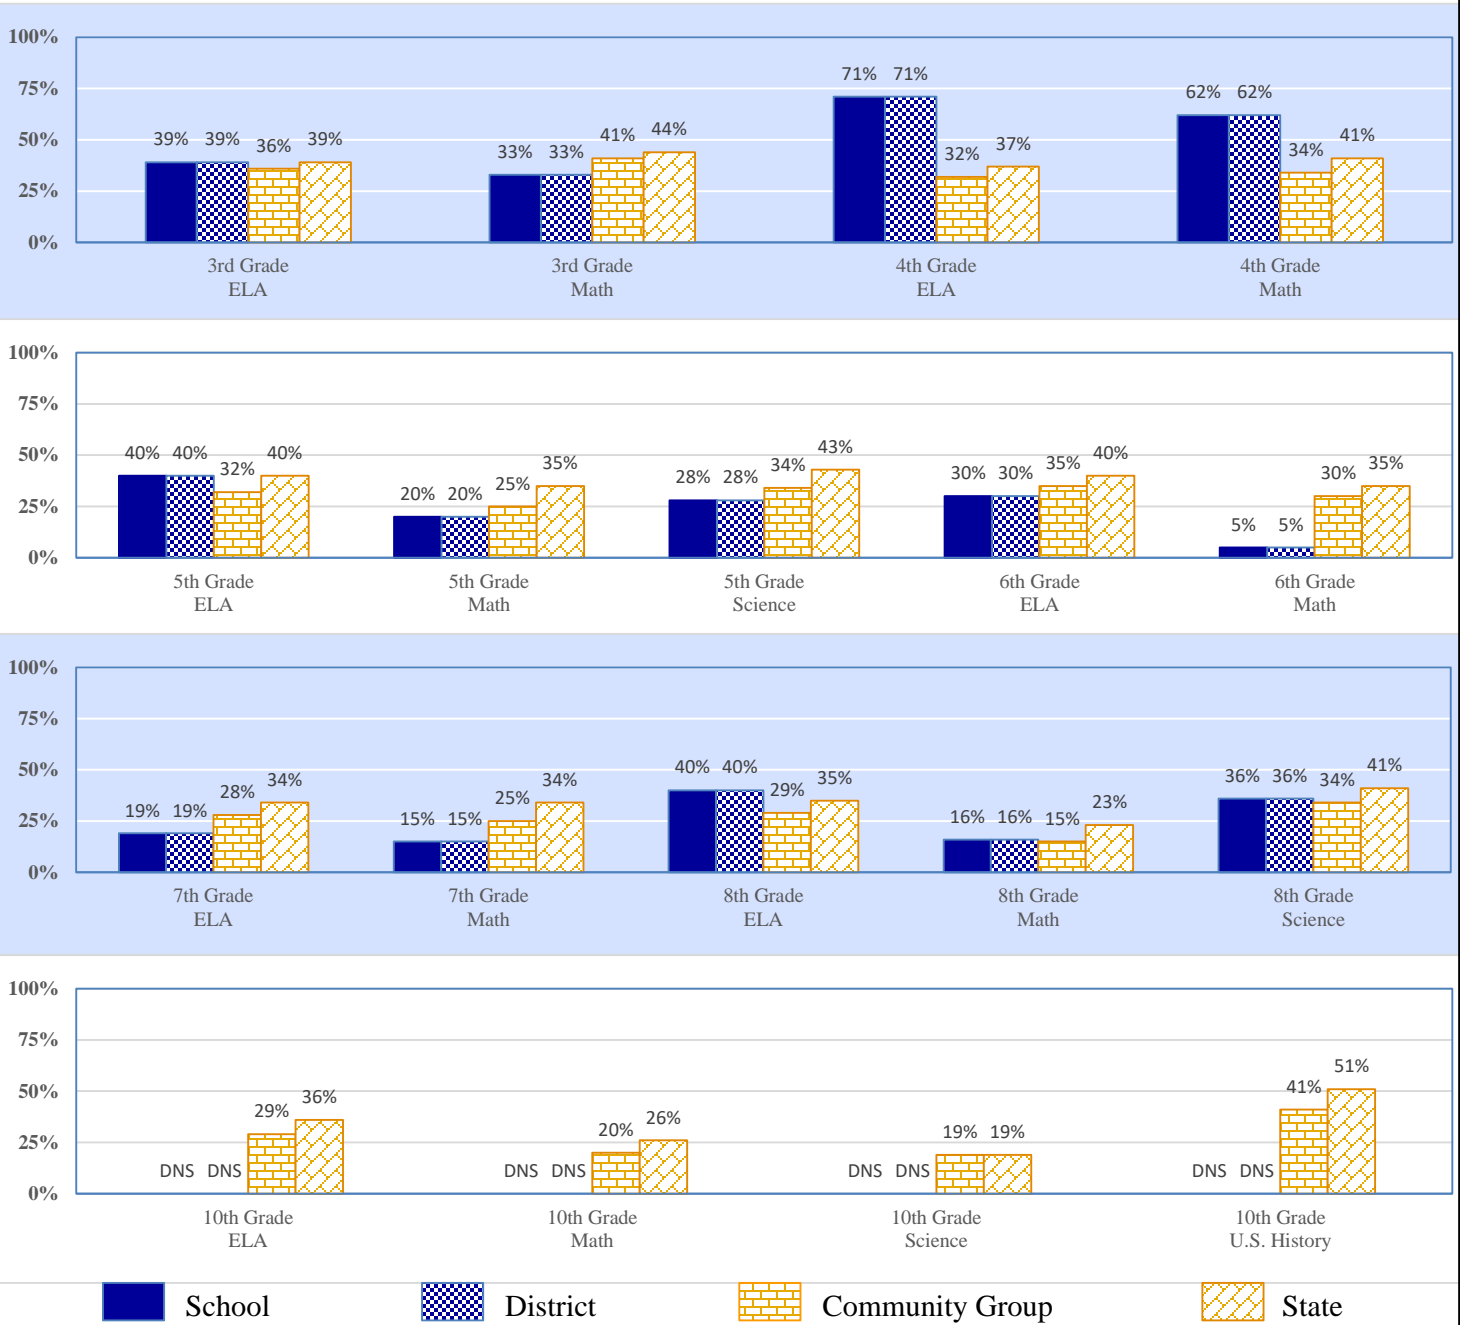 100%
75%
50%
25%
0%
39% 39% 36% 39%
33% 33% 41% 44%
71% 71% 32% 37%
62% 62% 34% 41%
3rd Grade
ELA
3rd Grade
Math
4th Grade
ELA
4th Grade
Math
100%
75%
50%
25%
0%
40% 40% 32% 40%
20% 20% 25% 35%
28% 28% 34% 43%
30% 30% 35% 40%
5% 5% 30% 35%
5th Grade
ELA
5th Grade
Math
5th Grade
Science
6th Grade
ELA
6th Grade
Math
100%
75%
50%
25%
0%
19% 19% 28% 34%
15% 15% 25% 34%
40% 40% 29% 35%
16% 16% 15% 23%
36% 36% 34% 41%
7th Grade
ELA
7th Grade
Math
8th Grade
ELA
8th Grade
Math
8th Grade
Science
100%
75%
50%
25%
0%
DNS DNS 29% 36%
DNS DNS 20% 26%
DNS DNS 19% 19%
DNS DNS 41% 51%
10th Grade
ELA
10th Grade
Math
10th Grade
Science
10th Grade
U.S. History
School
District
Community Group
State